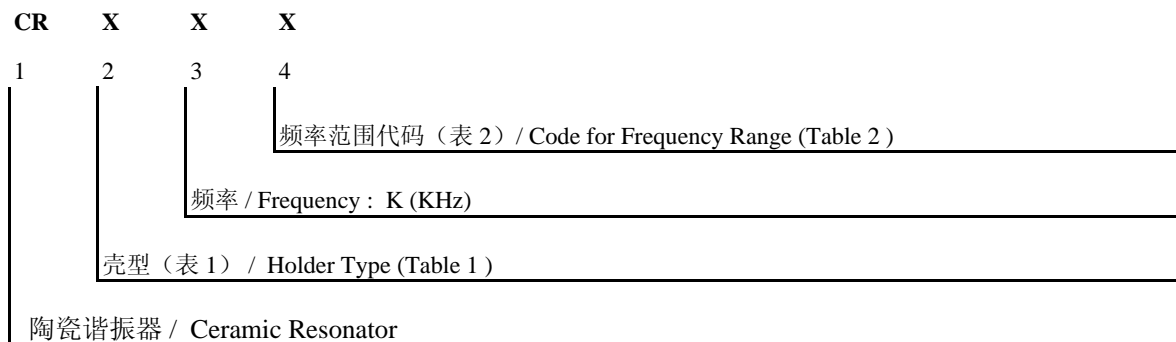 CR X X X
1 2 3 4
频率范围代码（表 2）/ Code for Frequency Range (Table 2 )
频率 / Frequency : K (KHz)
壳型（表 1） / Holder Type (Table 1 )
陶瓷谐振器 / Ceramic Resonator